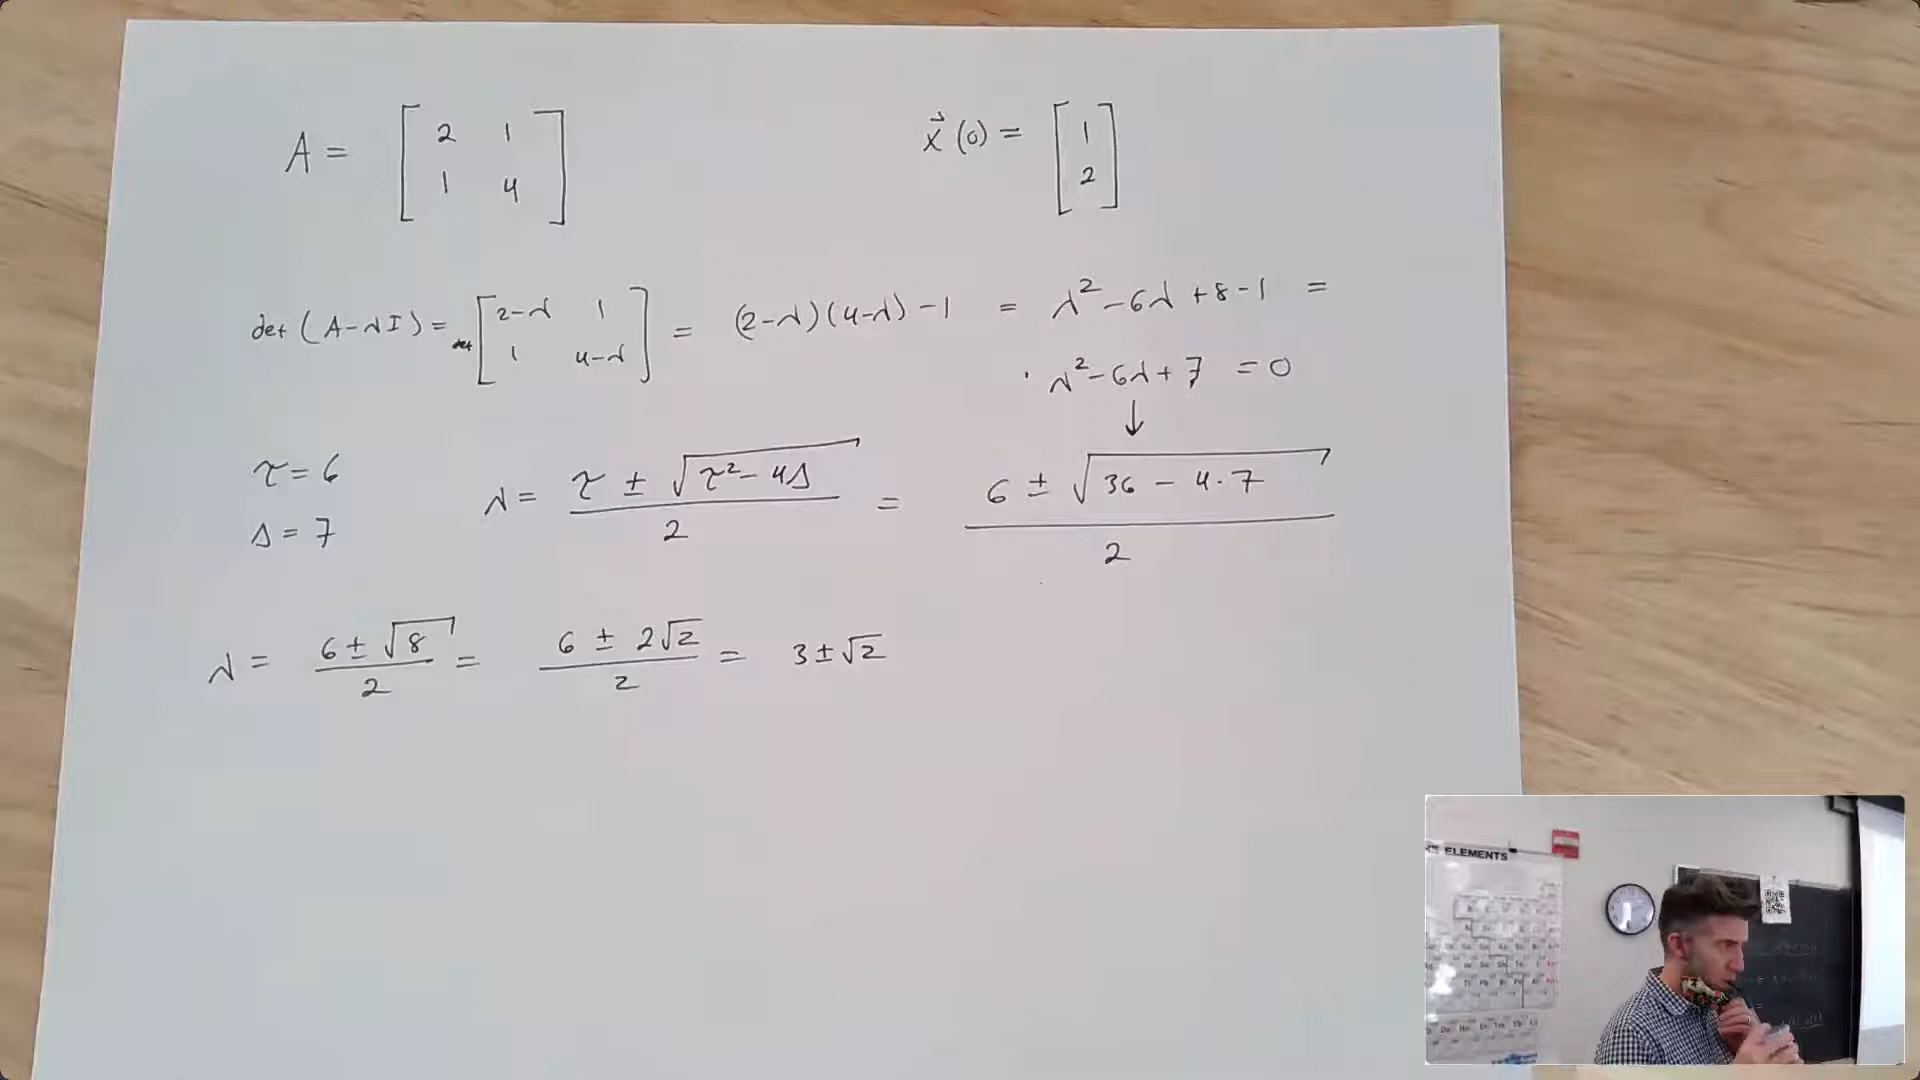 A = [ 2 1 ; 1 4 ]    x⃗(0) = [ 1 ; 2 ]
det(A-λI) = det [ 2-λ 1 ; 1 4-λ ] = (2-λ)(4-λ) -1 = λ² -6λ +8-1 =
λ² -6λ + 7 = 0
↓
τ = 6
Δ = 7
λ = (τ ± √(τ² - 4Δ)) / 2 = (6 ± √(36 - 4·7)) / 2
λ = (6 ± √8) / 2 = (6 ± 2√2) / 2 = 3 ± √2
ELEMENTS